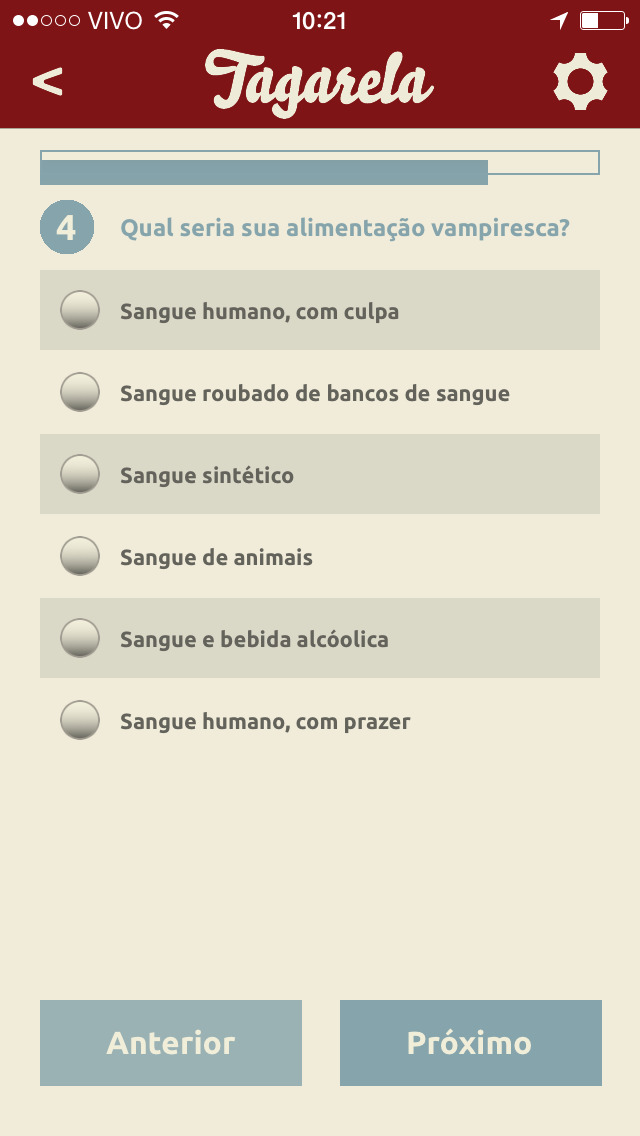 VIVO 10:21
<
Tagarela
4 Qual seria sua alimentação vampiresca?
Sangue humano, com culpa
Sangue roubado de bancos de sangue
Sangue sintético
Sangue de animais
Sangue e bebida alcóolica
Sangue humano, com prazer
Anterior Próximo